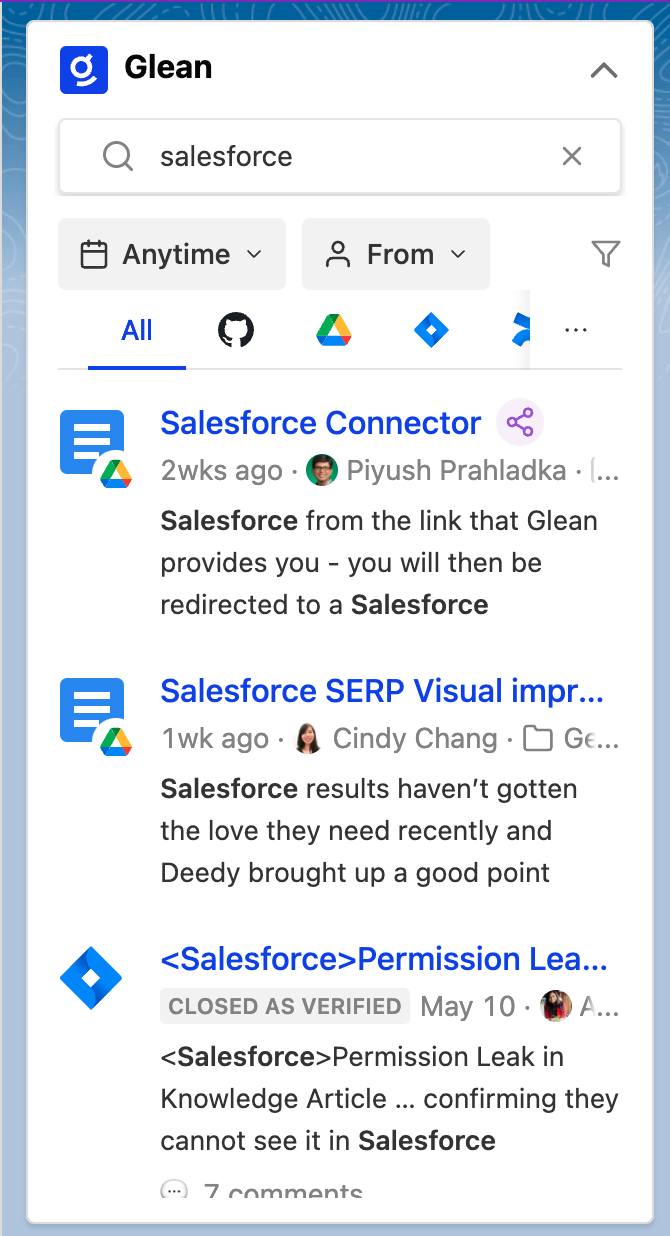 Glean
salesforce
Anytime
From
All
...
Salesforce Connector
2wks ago · Piyush Prahladka · ...
Salesforce from the link that Glean
provides you - you will then be
redirected to a Salesforce
Salesforce SERP Visual impr...
1wk ago · Cindy Chang · Ge...
Salesforce results haven’t gotten
the love they need recently and
Deedy brought up a good point
<Salesforce>Permission Lea...
CLOSED AS VERIFIED May 10 · A...
<Salesforce>Permission Leak in
Knowledge Article ... confirming they
cannot see it in Salesforce
7 comments